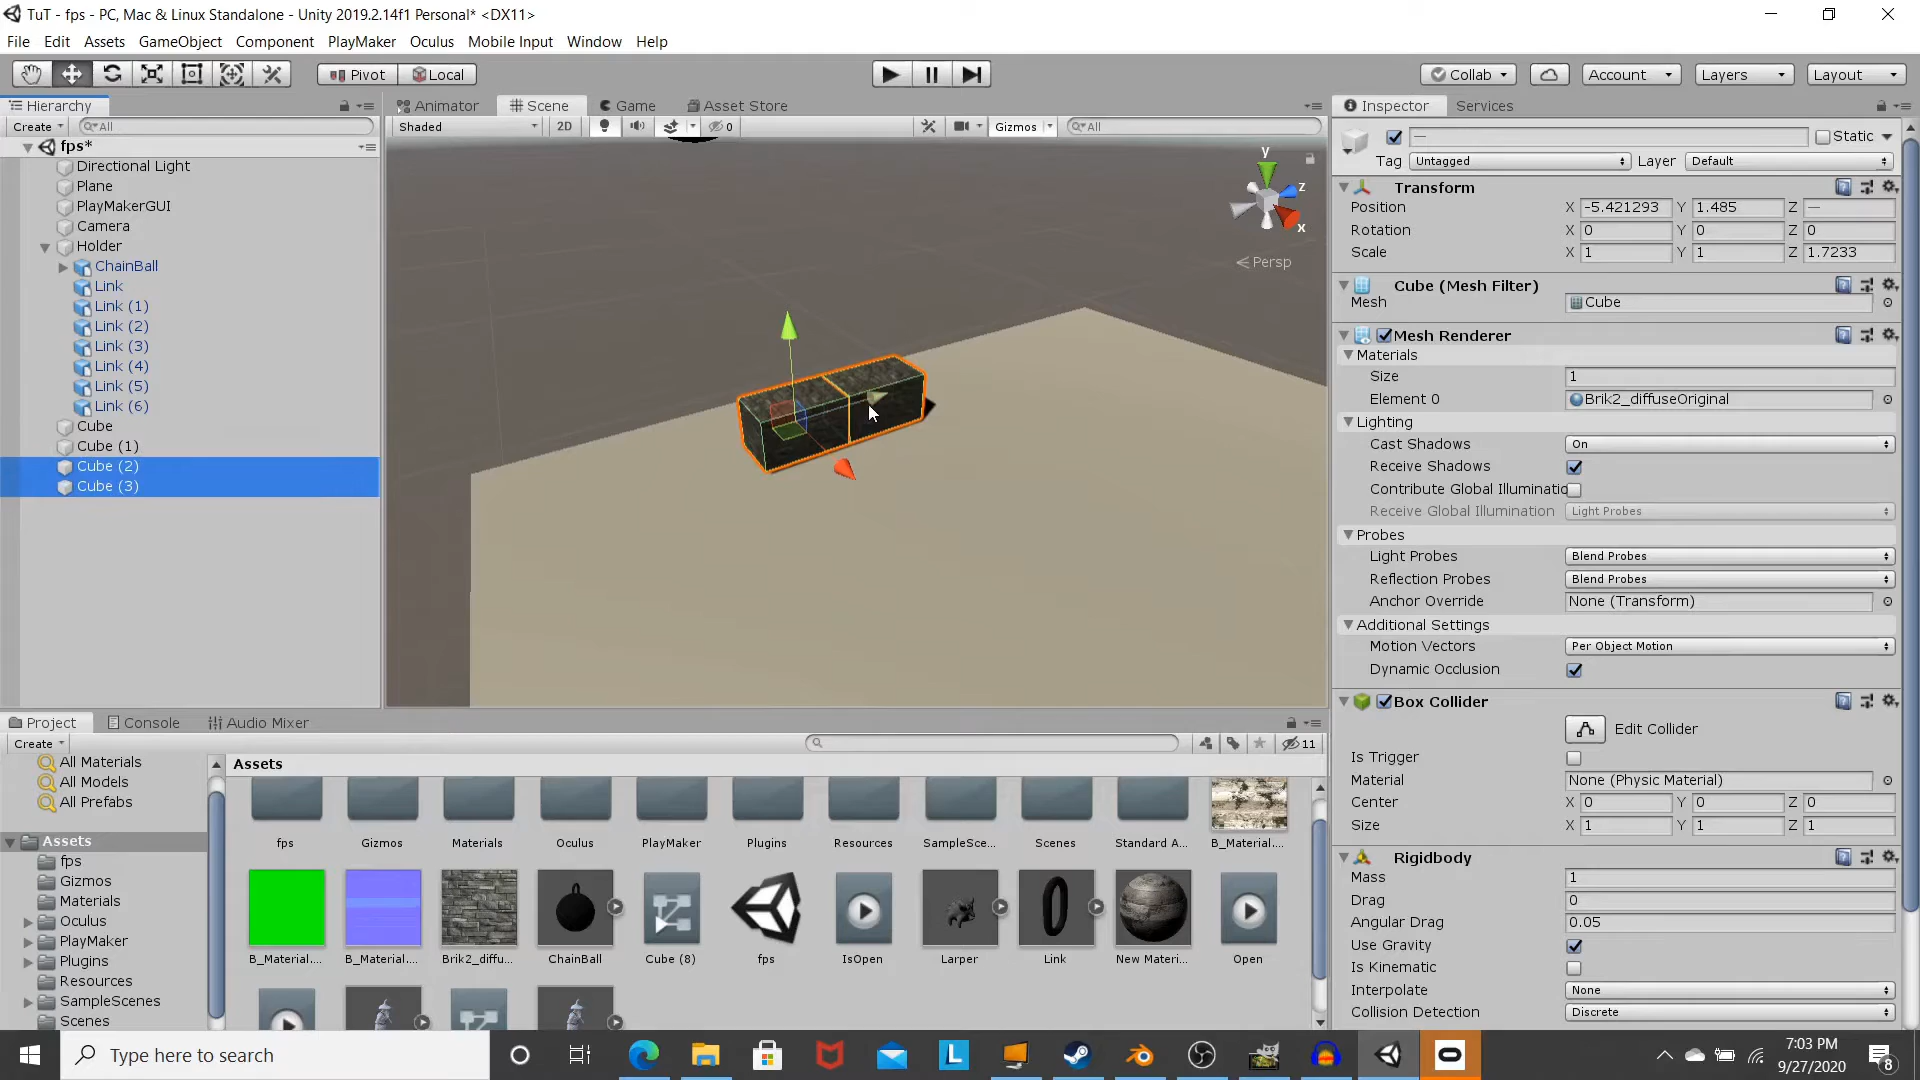 TuT - fps - PC, Mac & Linux Standalone - Unity 2019.2.14f1 Personal* <DX11>
File Edit Assets GameObject Component PlayMaker Oculus Mobile Input Window Help
Pivot Local Collab Account Layers Layout
Hierarchy Animator Scene Game Asset Store Inspector Services
Create All Shaded 2D 0 Gizmos All
Static
fps*
Tag Untagged Layer Default
Directional Light
Plane
PlayMakerGUI
Camera
Holder
ChainBall
Link
Link (1)
Link (2)
Link (3)
Link (4)
Link (5)
Link (6)
Cube
Cube (1)
Cube (2)
Cube (3)
y
z
x
Persp
Transform
Position X -5.421293 Y 1.485 Z —
Rotation X 0 Y 0 Z 0
Scale X 1 Y 1 Z 1.7233
Cube (Mesh Filter)
Mesh Cube
Mesh Renderer
Materials
Size 1
Element 0 Brik2_diffuseOriginal
Lighting
Cast Shadows On
Receive Shadows
Contribute Global Illuminatio
Receive Global Illumination Light Probes
Probes
Light Probes Blend Probes
Reflection Probes Blend Probes
Anchor Override None (Transform)
Additional Settings
Motion Vectors Per Object Motion
Dynamic Occlusion
Box Collider
Edit Collider
Is Trigger
Material None (Physic Material)
Center X 0 Y 0 Z 0
Size X 1 Y 1 Z 1
Rigidbody
Mass 1
Drag 0
Angular Drag 0.05
Use Gravity
Is Kinematic
Interpolate None
Collision Detection Discrete
Project Console Audio Mixer
Create 11
All Materials
All Models
All Prefabs
Assets
fps
Gizmos
Materials
Oculus
PlayMaker
Plugins
Resources
SampleScenes
Scenes
Assets
fps Gizmos Materials Oculus PlayMaker Plugins Resources SampleSce... Scenes Standard A... B_Material....
B_Material.... B_Material.... Brik2_diffu... ChainBall Cube (8) fps IsOpen Larper Link New Materi... Open
Type here to search
7:03 PM
9/27/2020
8